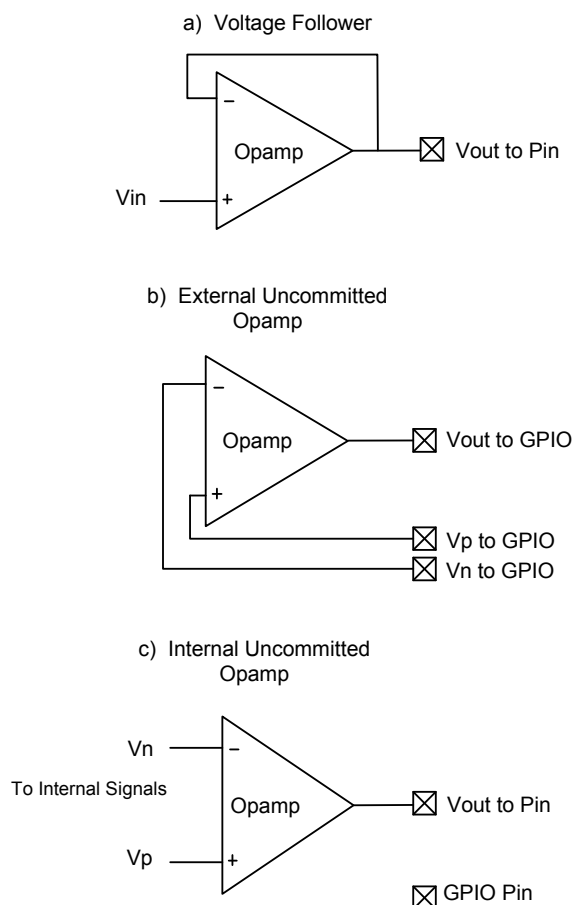 a) Voltage Follower
−
Opamp
Vout to Pin
Vin
+
b) External Uncommitted
Opamp
−
Opamp
Vout to GPIO
+
Vp to GPIO
Vn to GPIO
c) Internal Uncommitted
Opamp
Vn
−
To Internal Signals
Opamp
Vout to Pin
Vp
+
GPIO Pin